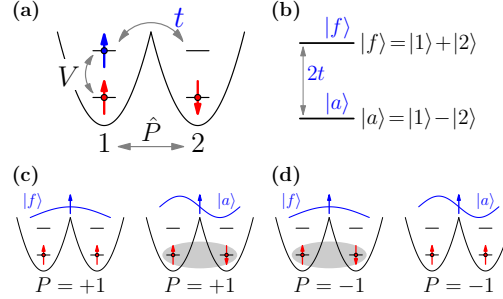 (a)
t
V
P̂
1
2
(b)
|f⟩
|f⟩=|1⟩+|2⟩
2t
|a⟩
|a⟩=|1⟩−|2⟩
(c)
|f⟩
|a⟩
P = +1
P = +1
(d)
|f⟩
|a⟩
P = −1
P = −1